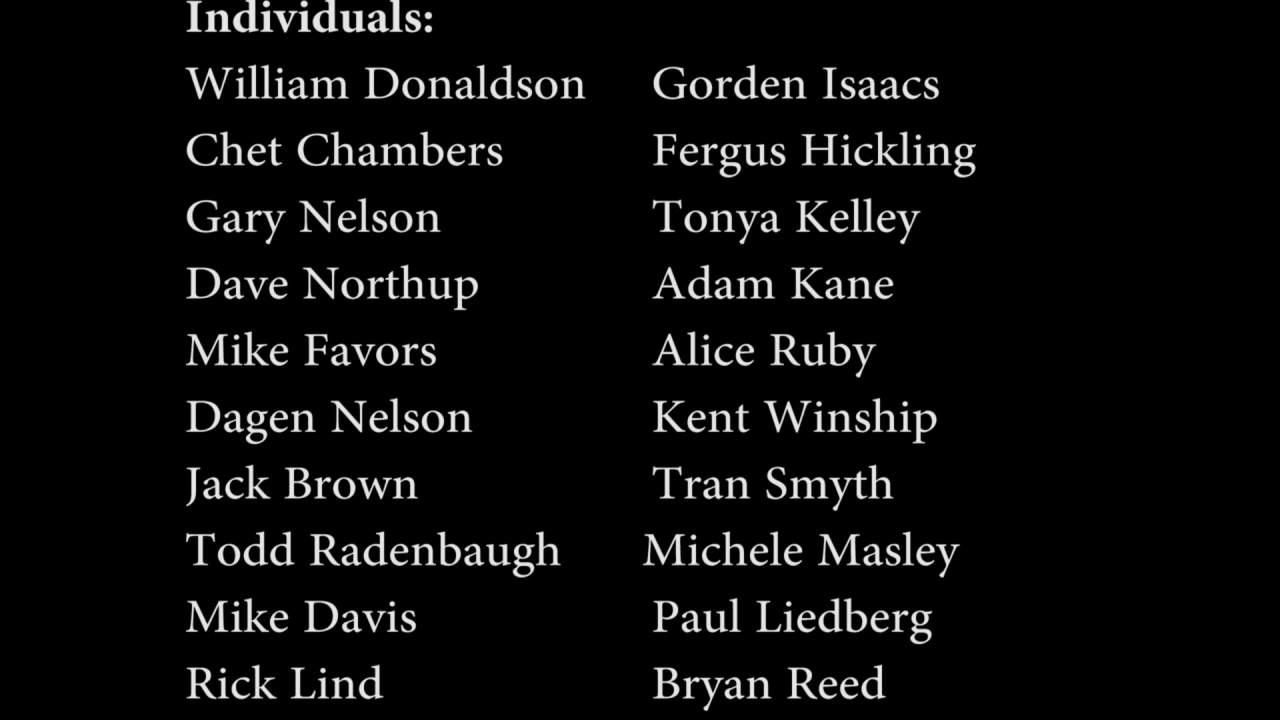 Individuals:
William Donaldson Gorden Isaacs
Chet Chambers Fergus Hickling
Gary Nelson Tonya Kelley
Dave Northup Adam Kane
Mike Favors Alice Ruby
Dagen Nelson Kent Winship
Jack Brown Tran Smyth
Todd Radenbaugh Michele Masley
Mike Davis Paul Liedberg
Rick Lind Bryan Reed